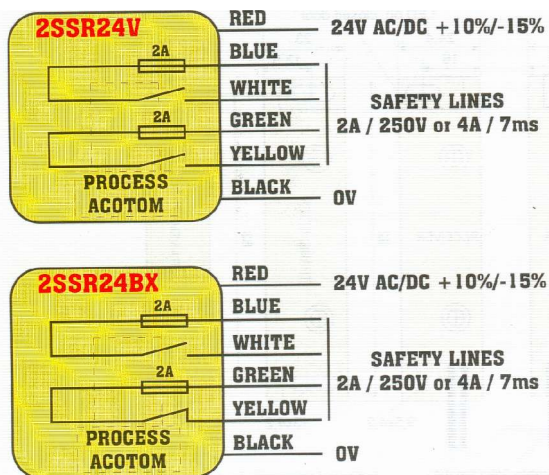 2SSR24V
RED
24V AC/DC +10%/-15%
2A
BLUE
WHITE
2A
GREEN
YELLOW
SAFETY LINES
2A / 250V or 4A / 7ms
PROCESS
ACOTOM
BLACK
0V
2SSR24BX
RED
24V AC/DC +10%/-15%
2A
BLUE
WHITE
2A
GREEN
YELLOW
SAFETY LINES
2A / 250V or 4A / 7ms
PROCESS
ACOTOM
BLACK
0V